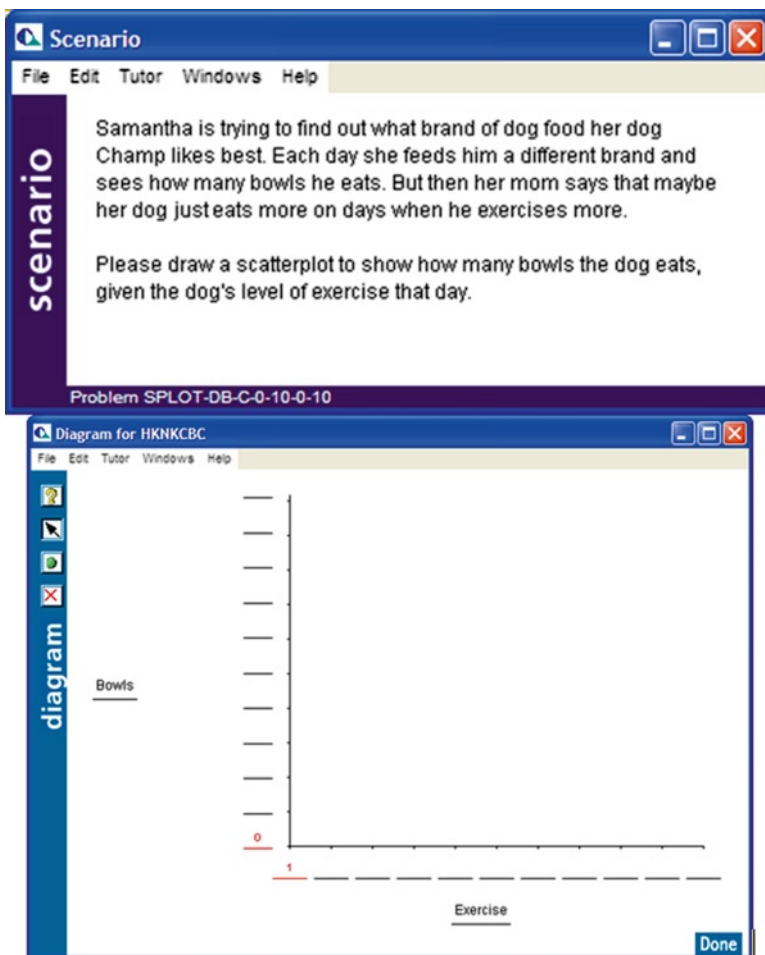 Scenario
File Edit Tutor Windows Help
scenario
Samantha is trying to find out what brand of dog food her dog
Champ likes best. Each day she feeds him a different brand and
sees how many bowls he eats. But then her mom says that maybe
her dog just eats more on days when he exercises more.
Please draw a scatterplot to show how many bowls the dog eats,
given the dog's level of exercise that day.
Problem SPLOT-DB-C-0-10-0-10
Diagram for HKNKCBC
File Edit Tutor Windows Help
diagram
Bowls
0
1
Exercise
Done